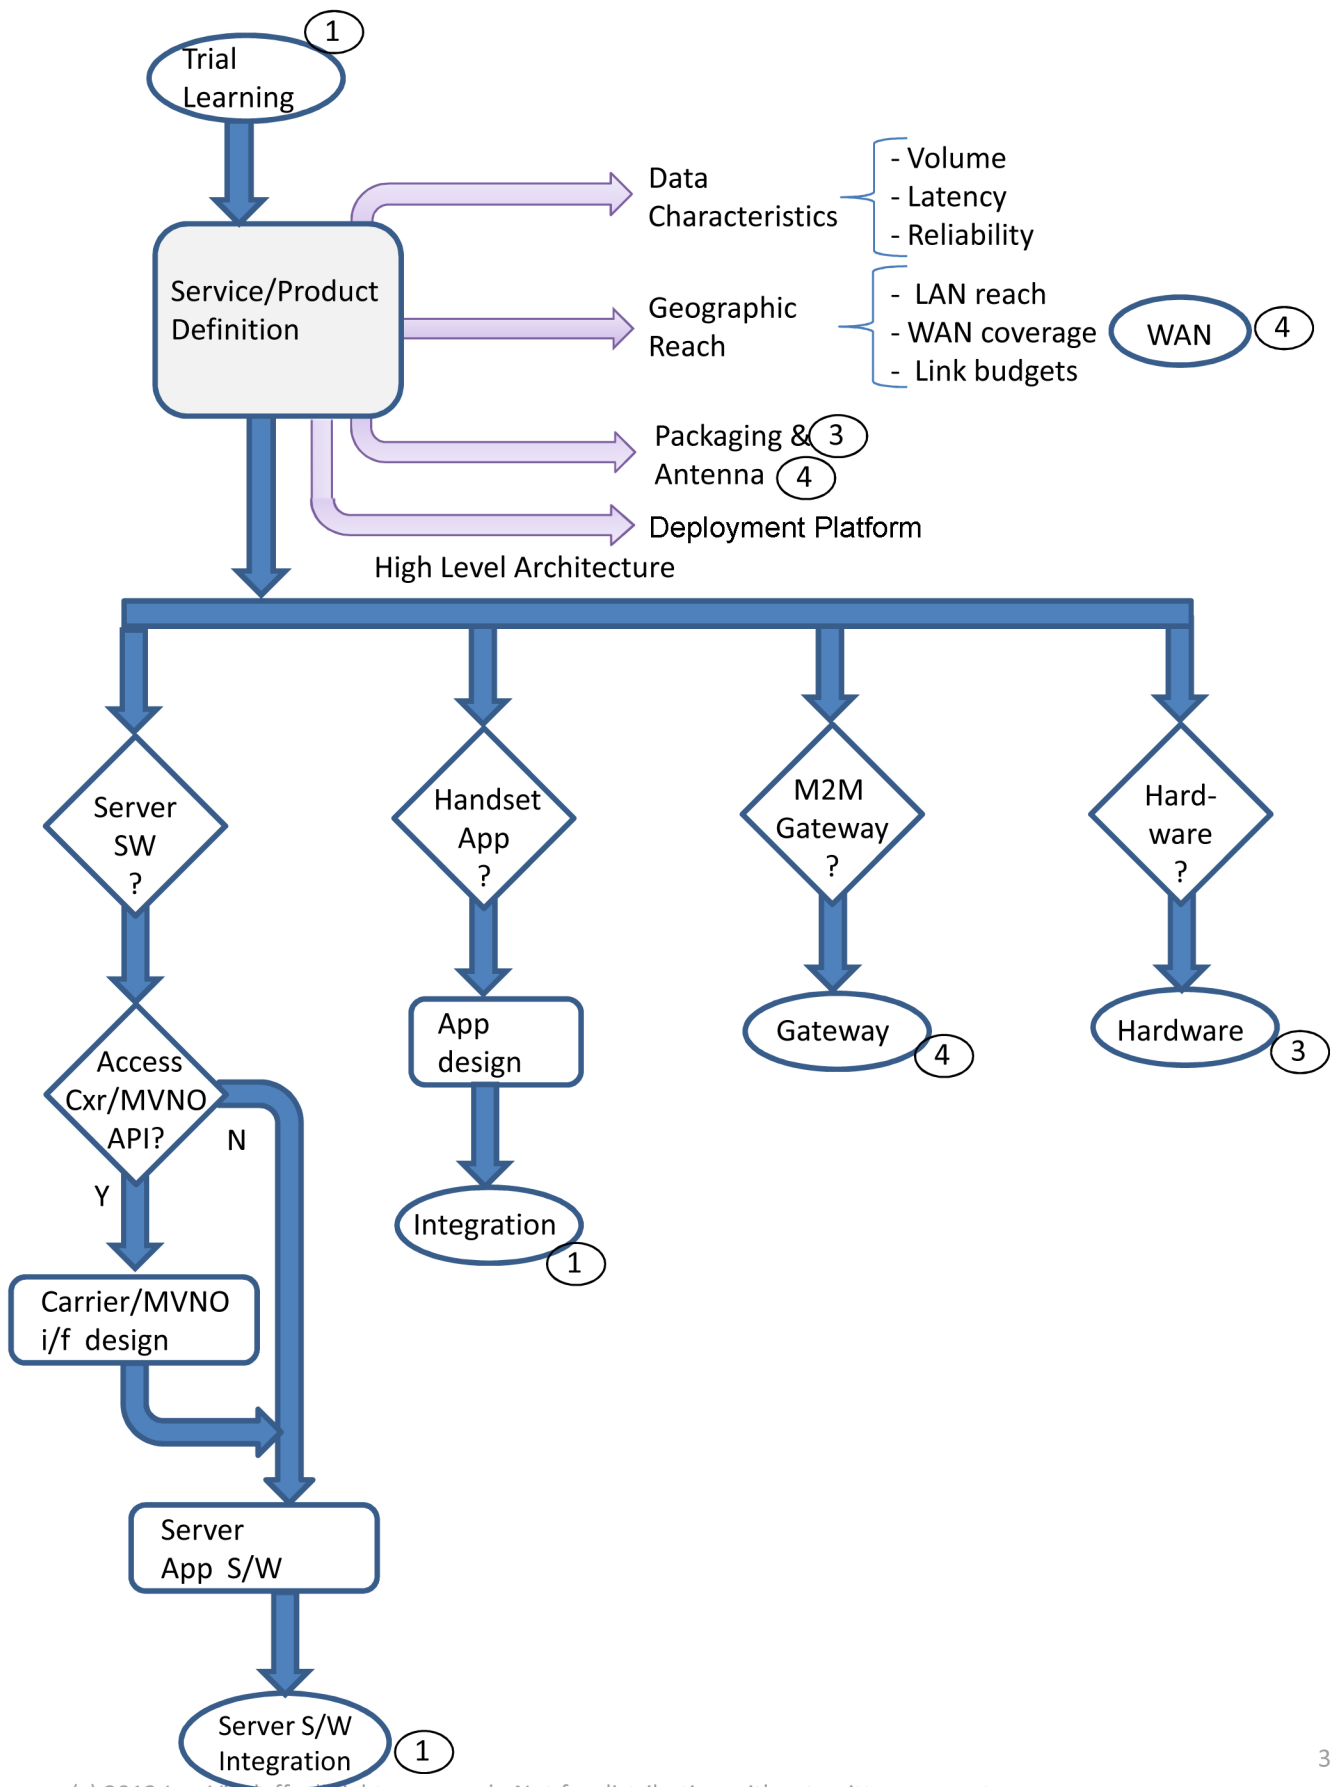 1
Trial
Learning
Data
Characteristics
- Volume
- Latency
- Reliability
Service/Product
Definition
Geographic
Reach
- LAN reach
- WAN coverage
- Link budgets
WAN
4
Packaging & 3
Antenna 4
Deployment Platform
High Level Architecture
Server
SW
?
Handset
App
?
M2M
Gateway
?
Hard-
ware
?
Access
Cxr/MVNO
API?
N
Y
App
design
Gateway
4
Hardware
3
Integration
1
Carrier/MVNO
i/f design
Server
App S/W
Server S/W
Integration
1
3